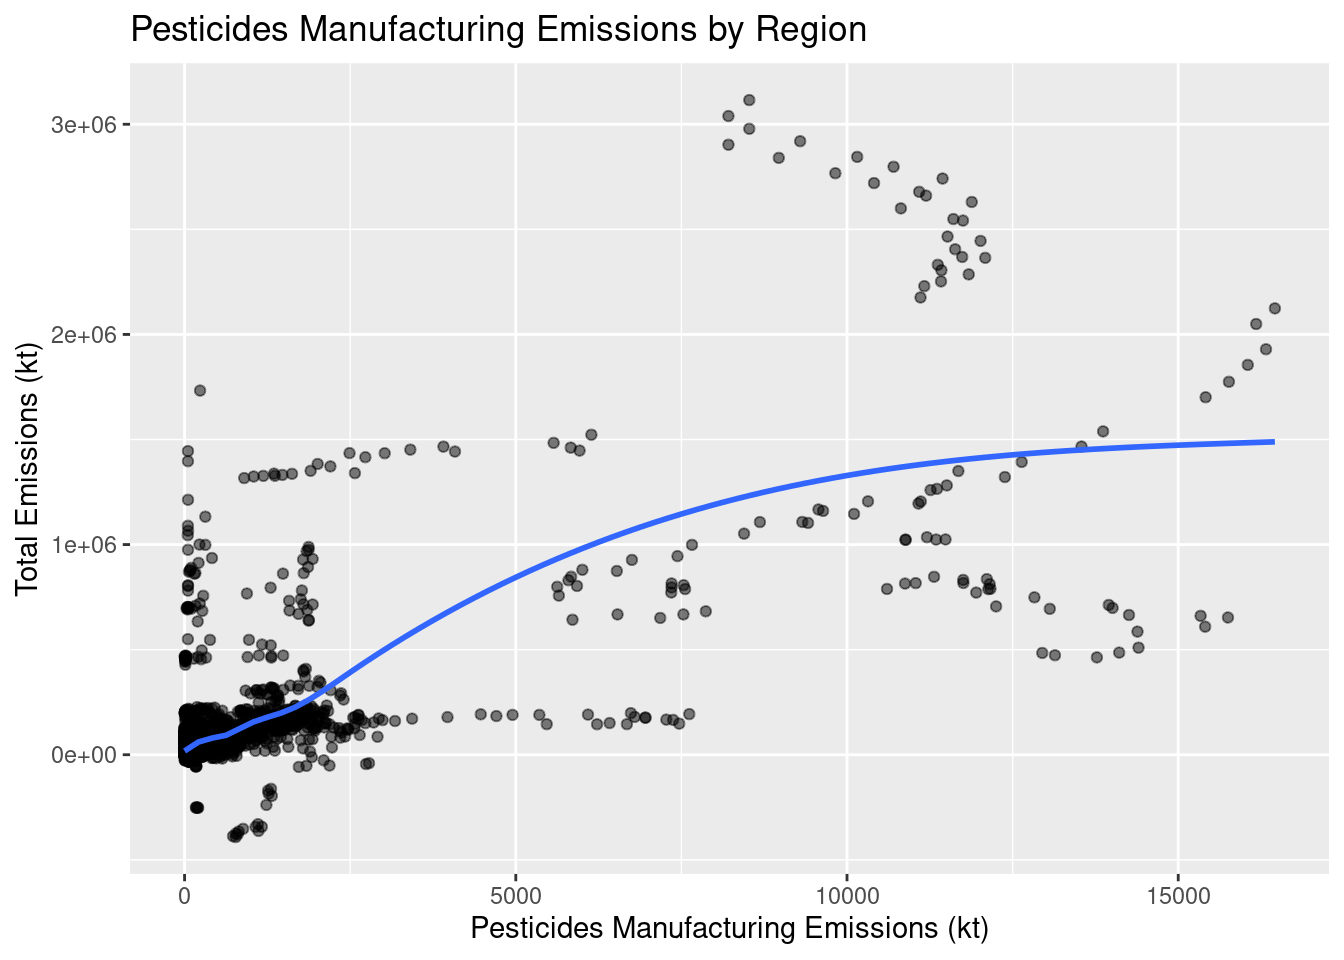 Pesticides Manufacturing Emissions by Region
Total Emissions (kt)
3e+06
2e+06
1e+06
0e+00
0 5000 10000 15000
Pesticides Manufacturing Emissions (kt)